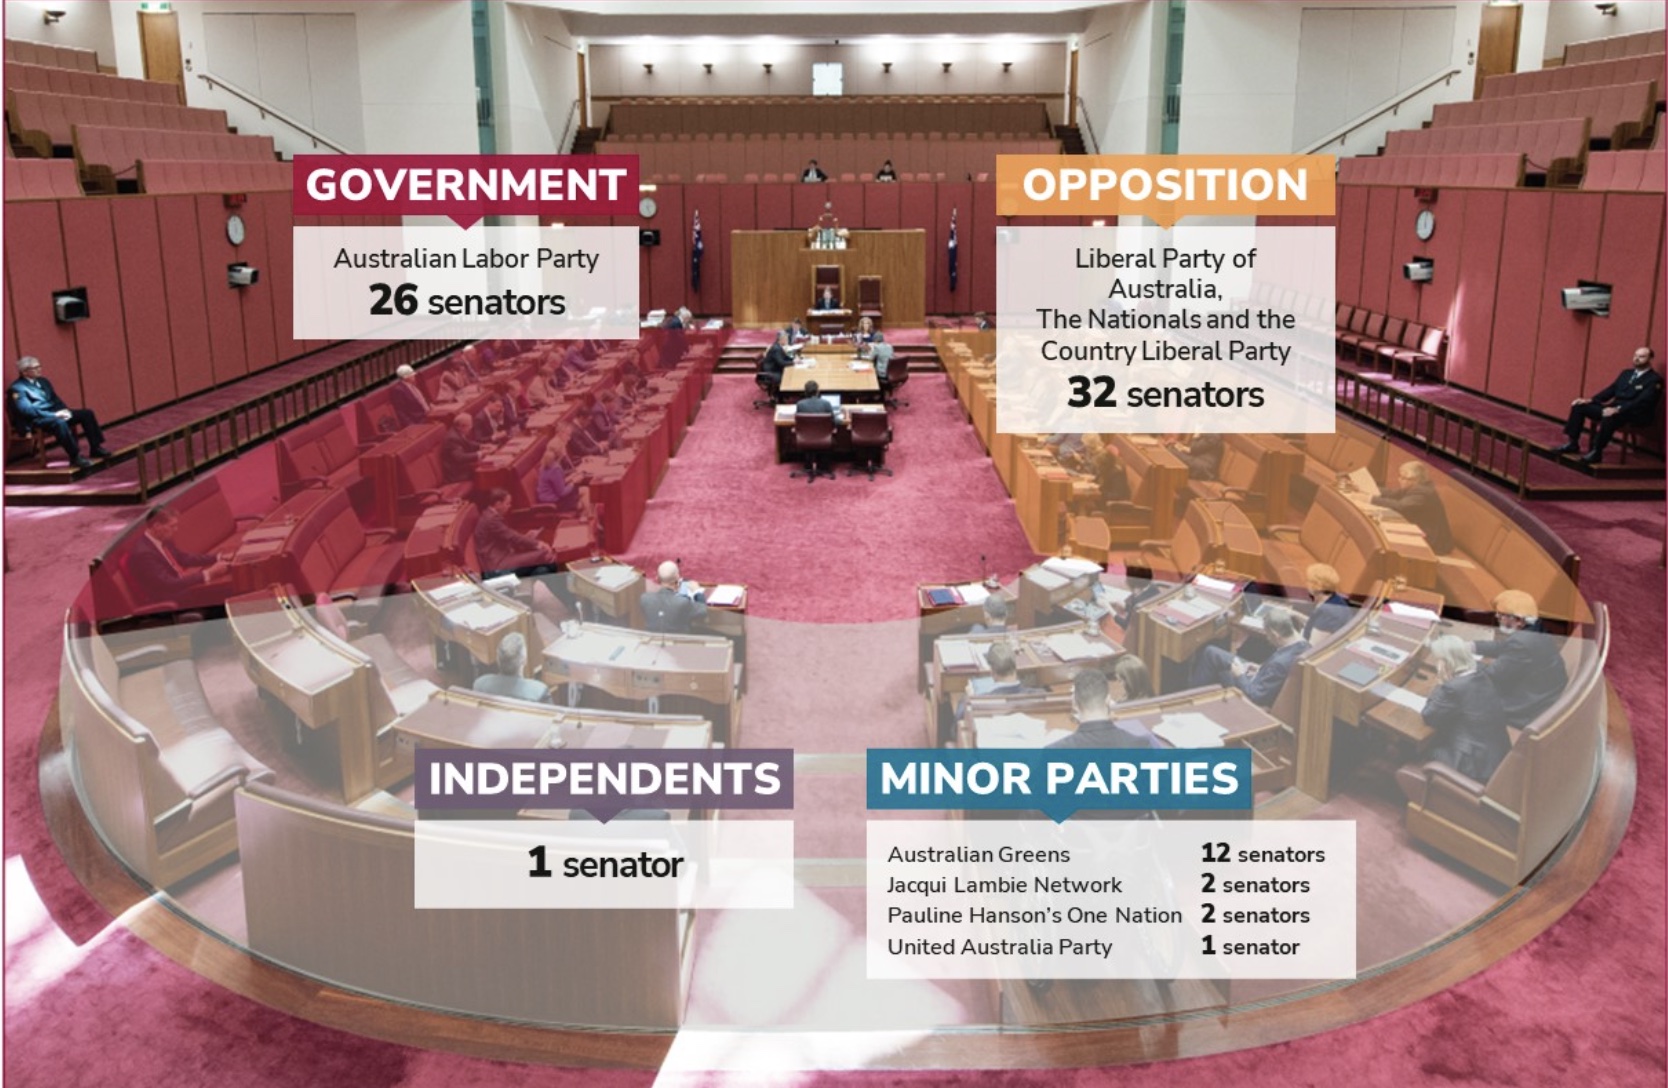 GOVERNMENT
Australian Labor Party
26 senators
OPPOSITION
Liberal Party of
Australia,
The Nationals and the
Country Liberal Party
32 senators
INDEPENDENTS
1 senator
MINOR PARTIES
Australian Greens 12 senators
Jacqui Lambie Network 2 senators
Pauline Hanson's One Nation 2 senators
United Australia Party 1 senator